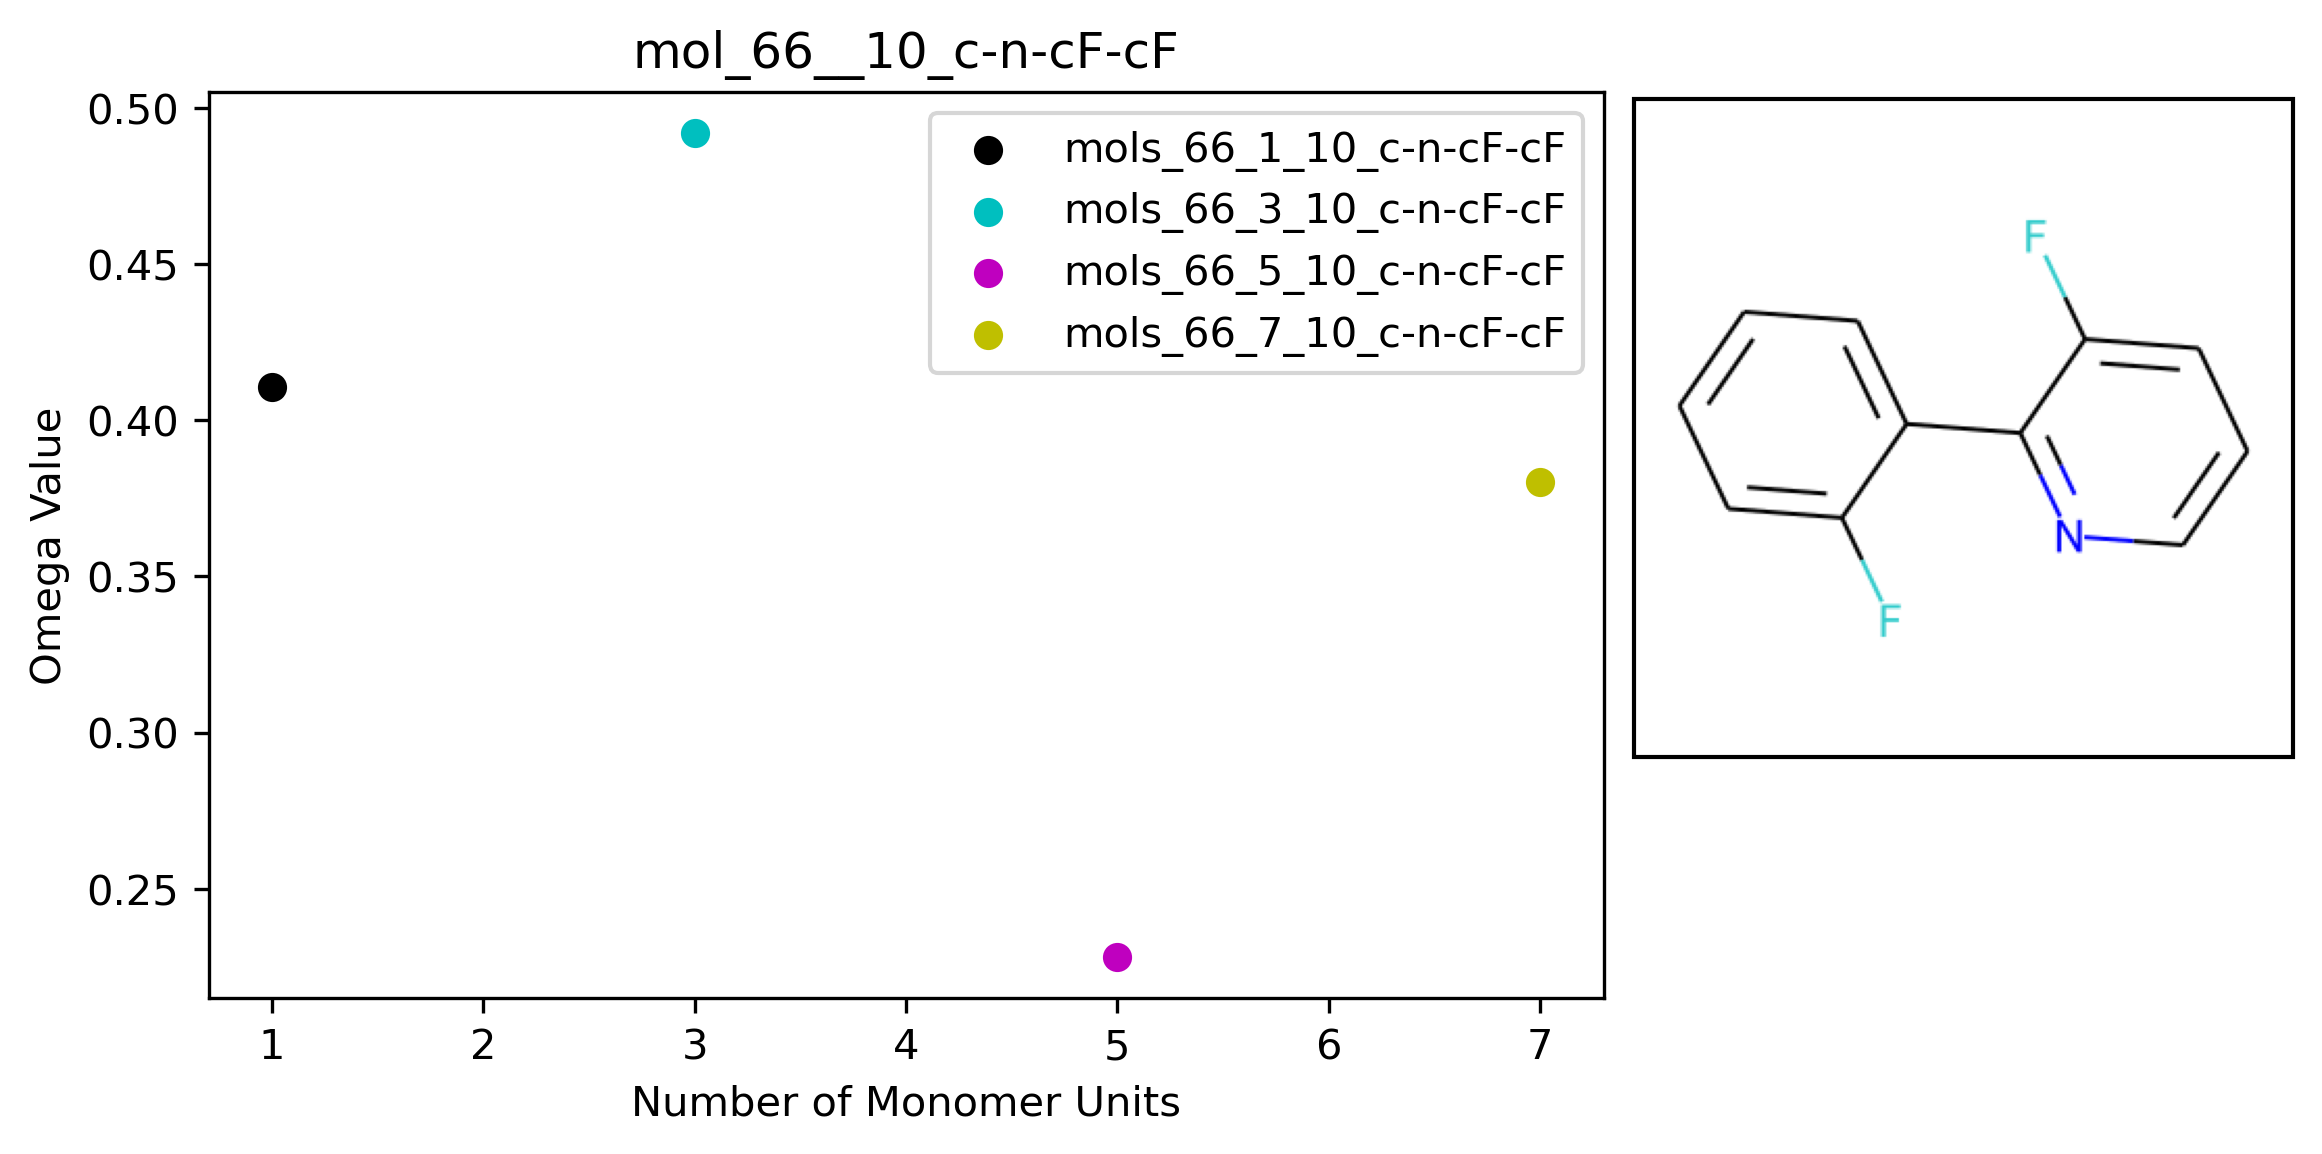 mol_66__10_c-n-cF-cF
Omega Value
0.50
0.45
0.40
0.35
0.30
0.25
mols_66_1_10_c-n-cF-cF
mols_66_3_10_c-n-cF-cF
mols_66_5_10_c-n-cF-cF
mols_66_7_10_c-n-cF-cF
1 2 3 4 5 6 7
Number of Monomer Units
F
N
F